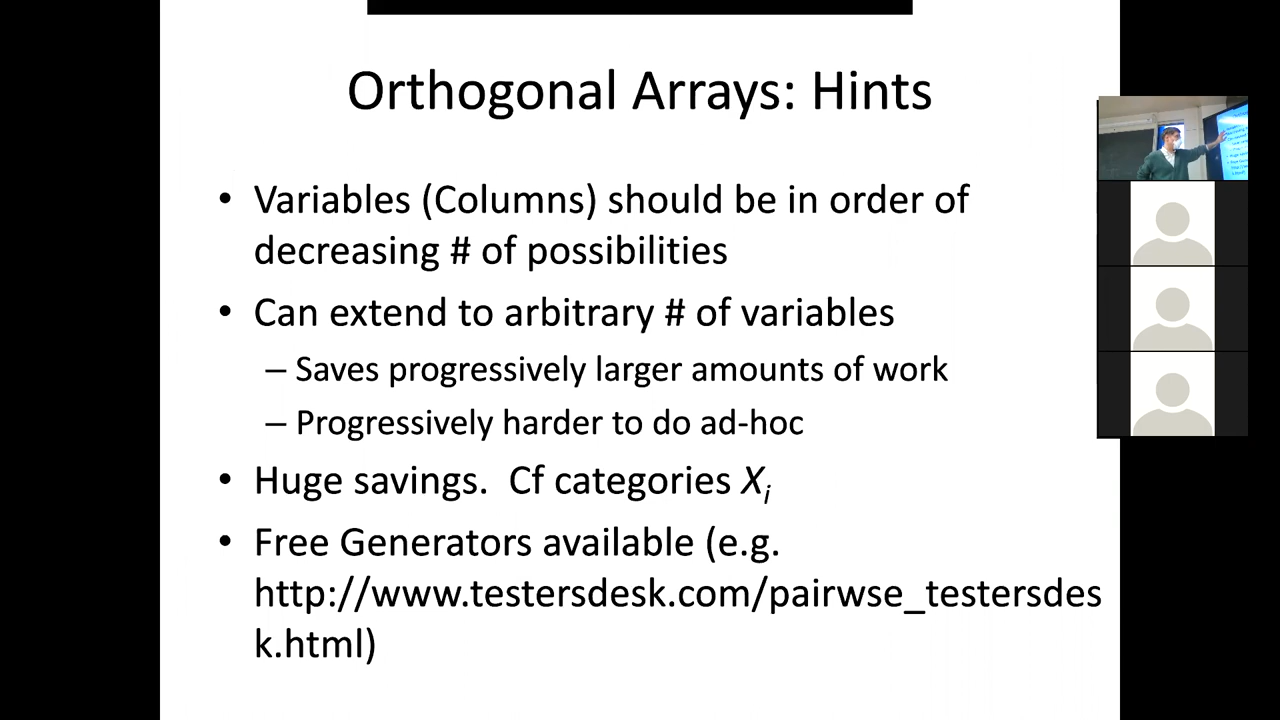 Orthogonal Arrays: Hints
• Variables (Columns) should be in order of
decreasing # of possibilities
• Can extend to arbitrary # of variables
– Saves progressively larger amounts of work
– Progressively harder to do ad-hoc
• Huge savings.  Cf categories Xi
• Free Generators available (e.g.
http://www.testersdesk.com/pairwse_testersdes
k.html)